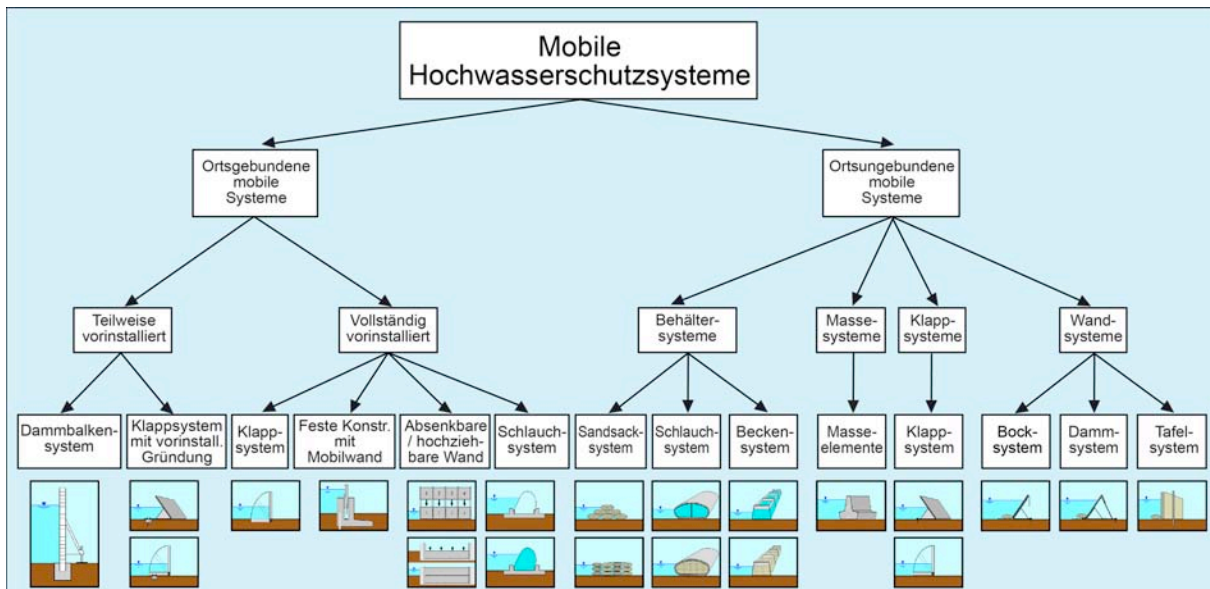 Mobile
Hochwasserschutzsysteme
Ortsgebundene
mobile
Systeme
Ortsungebundene
mobile
Systeme
Teilweise
vorinstalliert
Vollständig
vorinstalliert
Behälter-
systeme
Masse-
systeme
Klapp-
systeme
Wand-
systeme
Dammbalken-
system
Klappsystem
mit vorinstall.
Gründung
Klapp-
system
Feste Konstr.
mit
Mobilwand
Absenkbare
/ hochzieh-
bare Wand
Schlauch-
system
Sandsack-
system
Schlauch-
system
Becken-
system
Masse-
elemente
Klapp-
system
Bock-
system
Damm-
system
Tafel-
system